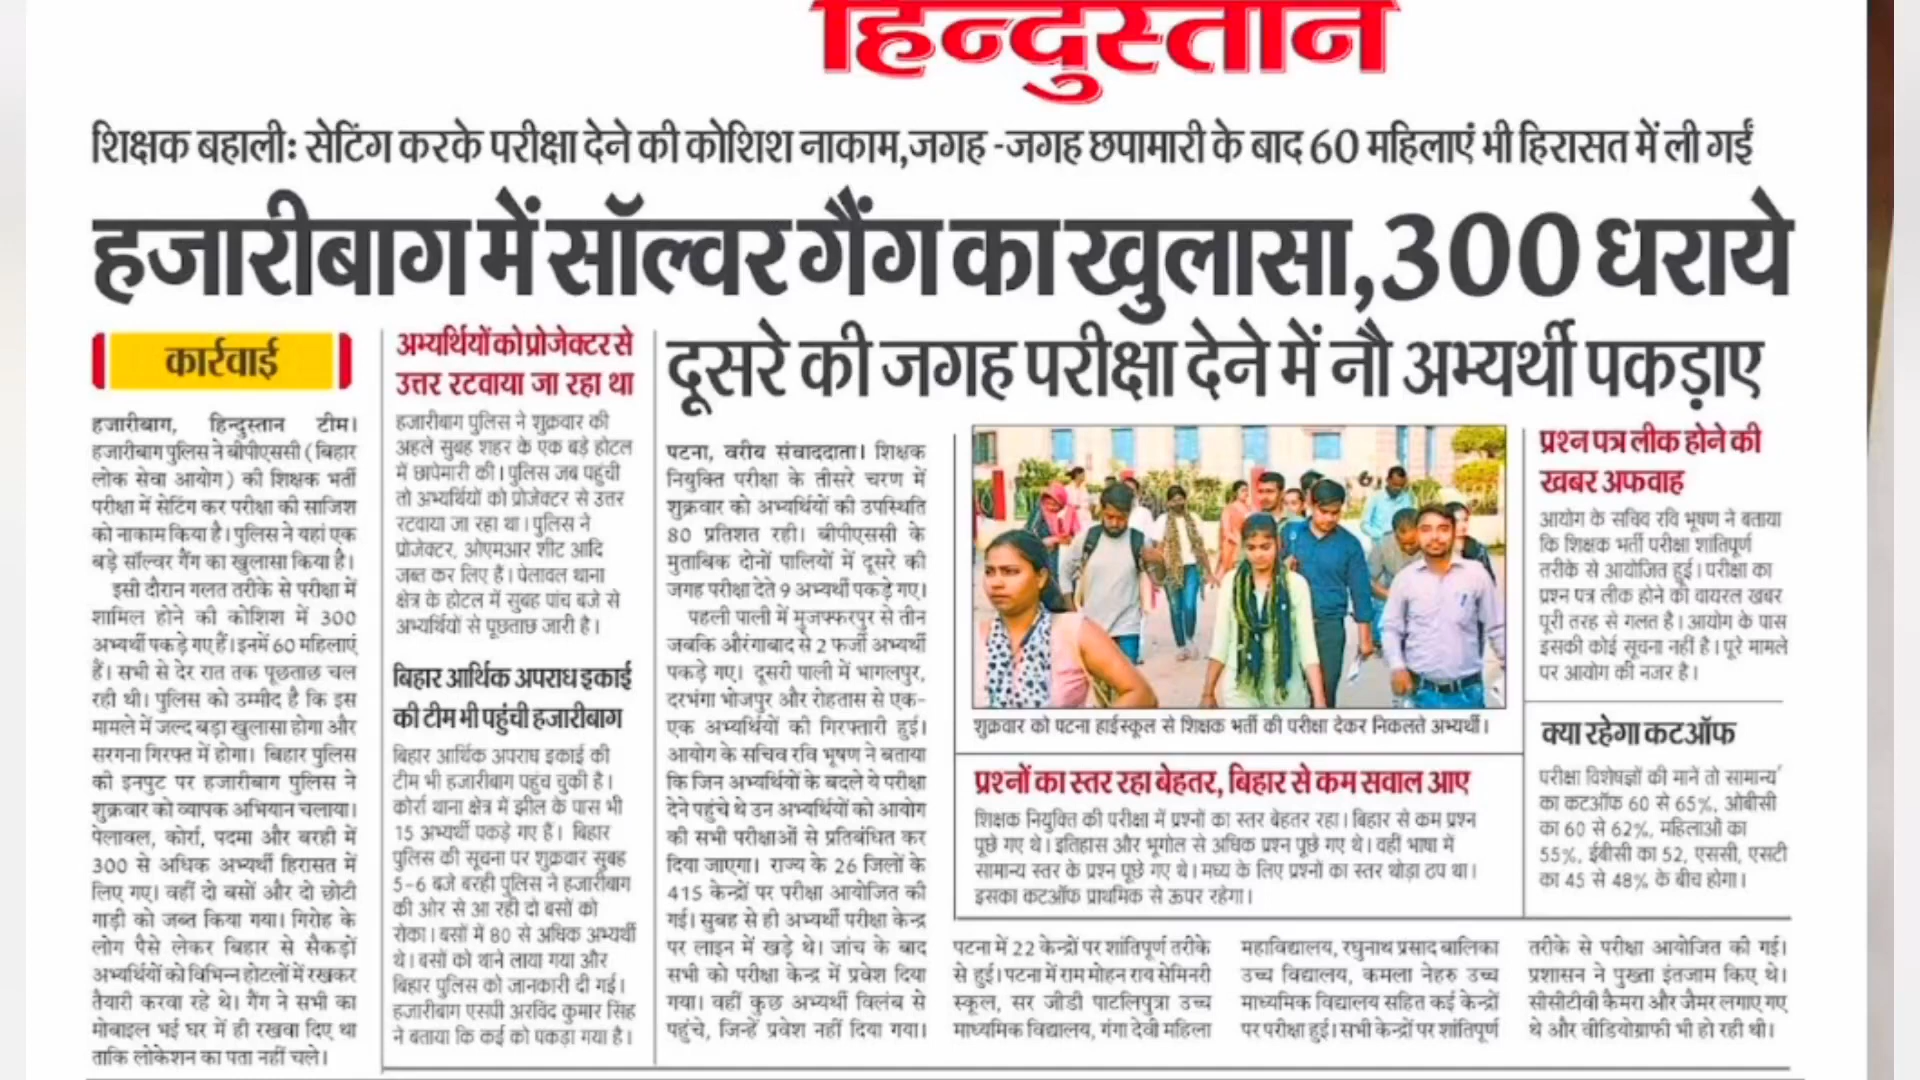 हिन्दुस्तान
शिक्षक बहाली: सेटिंग करके परीक्षा देने की कोशिश नाकाम,जगह -जगह छपामारी के बाद 60 महिलाएं भी हिरासत में ली गईं
हजारीबाग में सॉल्वर गैंग का खुलासा,300 धराये
कार्रवाई
हजारीबाग, हिन्दुस्तान टीम।
हजारीबाग पुलिस ने बीपीएससी ( बिहार
लोक सेवा आयोग ) की शिक्षक भर्ती
परीक्षा में सेटिंग कर परीक्षा की साजिश
को नाकाम किया है। पुलिस ने यहां एक
बड़े सॉल्वर गैंग का खुलासा किया है।
इसी दौरान गलत तरीके से परीक्षा में
शामिल होने की कोशिश में 300
अभ्यर्थी पकड़े गए हैं। इनमें 60 महिलाएं
हैं। सभी से देर रात तक पूछताछ चल
रही थी। पुलिस को उम्मीद है कि इस
मामले में जल्द बड़ा खुलासा होगा और
सरगना गिरफ्त में होगा। बिहार पुलिस
की इनपुट पर हजारीबाग पुलिस ने
शुक्रवार को व्यापक अभियान चलाया।
पेलावल, कोर्रा, पदमा और बरही में
300 से अधिक अभ्यर्थी हिरासत में
लिए गए। वहीं दो बसों और दो छोटी
गाड़ी को जब्त किया गया। गिरोह के
लोग पैसे लेकर बिहार से सैकड़ों
अभ्यर्थियों को विभिन्न होटलों में रखकर
तैयारी करवा रहे थे। गैंग ने सभी का
मोबाइल भई घर में ही रखवा दिए था
ताकि लोकेशन का पता नहीं चले।
अभ्यर्थियों को प्रोजेक्टर से
उत्तर रटवाया जा रहा था
हजारीबाग पुलिस ने शुक्रवार की
अहले सुबह शहर के एक बड़े होटल
में छापेमारी की। पुलिस जब पहुंची
तो अभ्यर्थियों को प्रोजेक्टर से उत्तर
रटवाया जा रहा था। पुलिस ने
प्रोजेक्टर, ओएमआर शीट आदि
जब्त कर लिए हैं। पेलावल थाना
क्षेत्र के होटल में सुबह पांच बजे से
अभ्यर्थियों से पूछताछ जारी है।
बिहार आर्थिक अपराध इकाई
की टीम भी पहुंची हजारीबाग
बिहार आर्थिक अपराध इकाई की
टीम भी हजारीबाग पहुंच चुकी है।
कोर्रा थाना क्षेत्र में झील के पास भी
15 अभ्यर्थी पकड़े गए हैं। बिहार
पुलिस की सूचना पर शुक्रवार सुबह
5-6 बजे बरही पुलिस ने हजारीबाग
की ओर से आ रही दो बसों को
रोका। बसों में 80 से अधिक अभ्यर्थी
थे। बसों को थाने लाया गया और
बिहार पुलिस को जानकारी दी गई।
हजारीबाग एसपी अरविंद कुमार सिंह
ने बताया कि कई को पकड़ा गया है।
दूसरे की जगह परीक्षा देने में नौ अभ्यर्थी पकड़ाए
पटना, वरीय संवाददाता। शिक्षक
नियुक्ति परीक्षा के तीसरे चरण में
शुक्रवार को अभ्यर्थियों की उपस्थिति
80 प्रतिशत रही। बीपीएससी के
मुताबिक दोनों पालियों में दूसरे की
जगह परीक्षा देते 9 अभ्यर्थी पकड़े गए।
पहली पाली में मुजफ्फरपुर से तीन
जबकि औरंगाबाद से 2 फर्जी अभ्यर्थी
पकड़े गए। दूसरी पाली में भागलपुर,
दरभंगा भोजपुर और रोहतास से एक-
एक अभ्यर्थियों की गिरफ्तारी हुई।
आयोग के सचिव रवि भूषण ने बताया
कि जिन अभ्यर्थियों के बदले ये परीक्षा
देने पहुंचे थे उन अभ्यर्थियों को आयोग
की सभी परीक्षाओं से प्रतिबंधित कर
दिया जाएगा। राज्य के 26 जिलों के
415 केन्द्रों पर परीक्षा आयोजित की
गई। सुबह से ही अभ्यर्थी परीक्षा केन्द्र
पर लाइन में खड़े थे। जांच के बाद
सभी को परीक्षा केन्द्र में प्रवेश दिया
गया। वहीं कुछ अभ्यर्थी विलंब से
पहुंचे, जिन्हें प्रवेश नहीं दिया गया।
शुक्रवार को पटना हाईस्कूल से शिक्षक भर्ती की परीक्षा देकर निकलते अभ्यर्थी।
प्रश्नों का स्तर रहा बेहतर, बिहार से कम सवाल आए
शिक्षक नियुक्ति की परीक्षा में प्रश्नों का स्तर बेहतर रहा। बिहार से कम प्रश्न
पूछे गए थे। इतिहास और भूगोल से अधिक प्रश्न पूछे गए थे। वहीं भाषा में
सामान्य स्तर के प्रश्न पूछे गए थे। मध्य के लिए प्रश्नों का स्तर थोड़ा टप था।
इसका कटऑफ प्राथमिक से ऊपर रहेगा।
प्रश्न पत्र लीक होने की
खबर अफवाह
आयोग के सचिव रवि भूषण ने बताया
कि शिक्षक भर्ती परीक्षा शांतिपूर्ण
तरीके से आयोजित हुई। परीक्षा का
प्रश्न पत्र लीक होने की वायरल खबर
पूरी तरह से गलत है। आयोग के पास
इसकी कोई सूचना नहीं है। पूरे मामले
पर आयोग की नजर है।
क्या रहेगा कटऑफ
परीक्षा विशेषज्ञों की मानें तो सामान्य
का कटऑफ 60 से 65%, ओबीसी
का 60 से 62%, महिलाओं का
55%, ईबीसी का 52, एससी, एसटी
का 45 से 48% के बीच होगा।
पटना में 22 केन्द्रों पर शांतिपूर्ण तरीके
से हुई। पटना में राम मोहन राय सेमिनरी
स्कूल, सर जीडी पाटलिपुत्रा उच्च
माध्यमिक विद्यालय, गंगा देवी महिला
महाविद्यालय, रघुनाथ प्रसाद बालिका
उच्च विद्यालय, कमला नेहरु उच्च
माध्यमिक विद्यालय सहित कई केन्द्रों
पर परीक्षा हुई। सभी केन्द्रों पर शांतिपूर्ण
तरीके से परीक्षा आयोजित की गई।
प्रशासन ने पुख्ता इंतजाम किए थे।
सीसीटीवी कैमरा और जैमर लगाए गए
थे और वीडियोग्राफी भी हो रही थी।